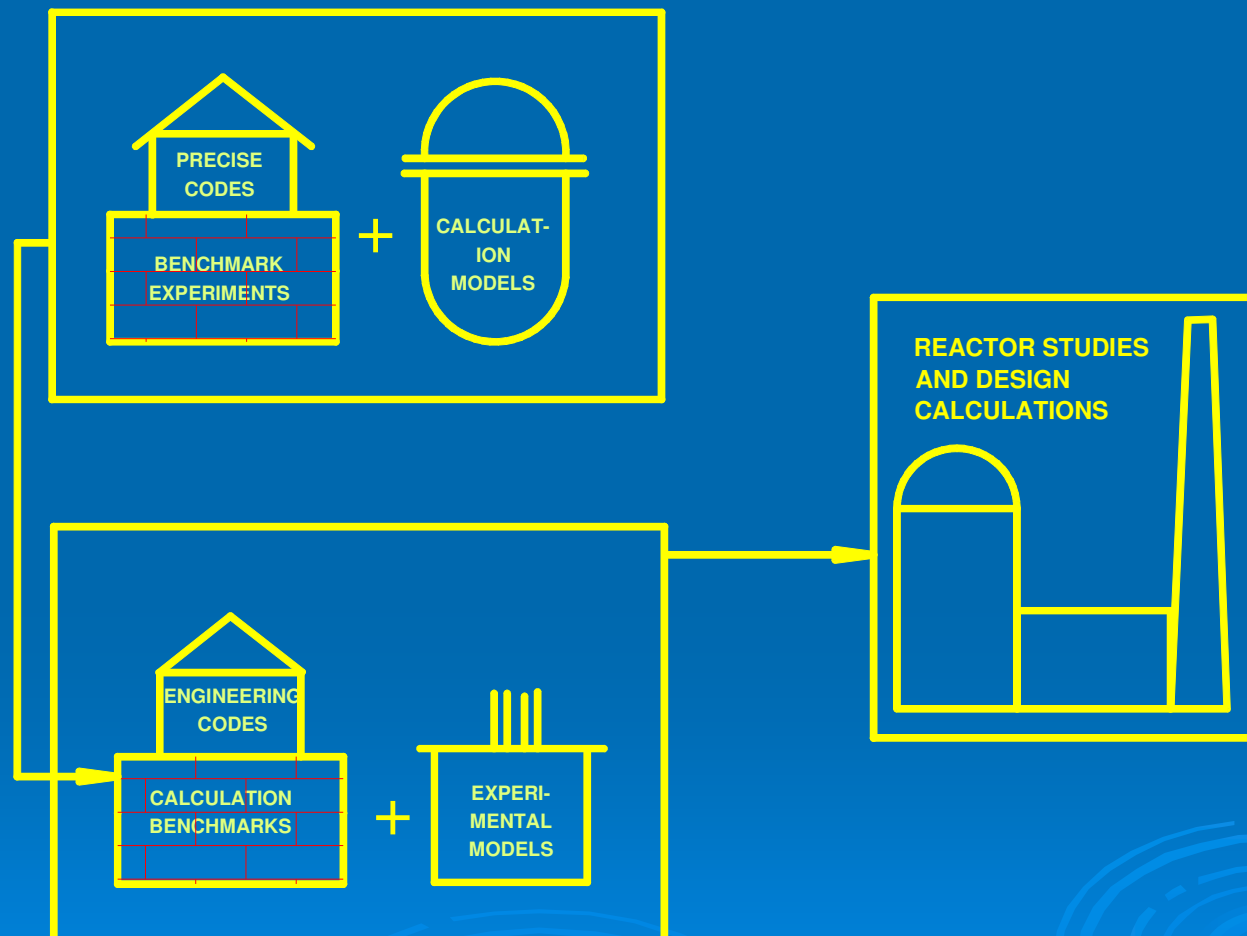 PRECISE
CODES
BENCHMARK
EXPERIMENTS
+
CALCULAT-
ION
MODELS
REACTOR STUDIES
AND DESIGN
CALCULATIONS
ENGINEERING
CODES
CALCULATION
BENCHMARKS
+
EXPERI-
MENTAL
MODELS